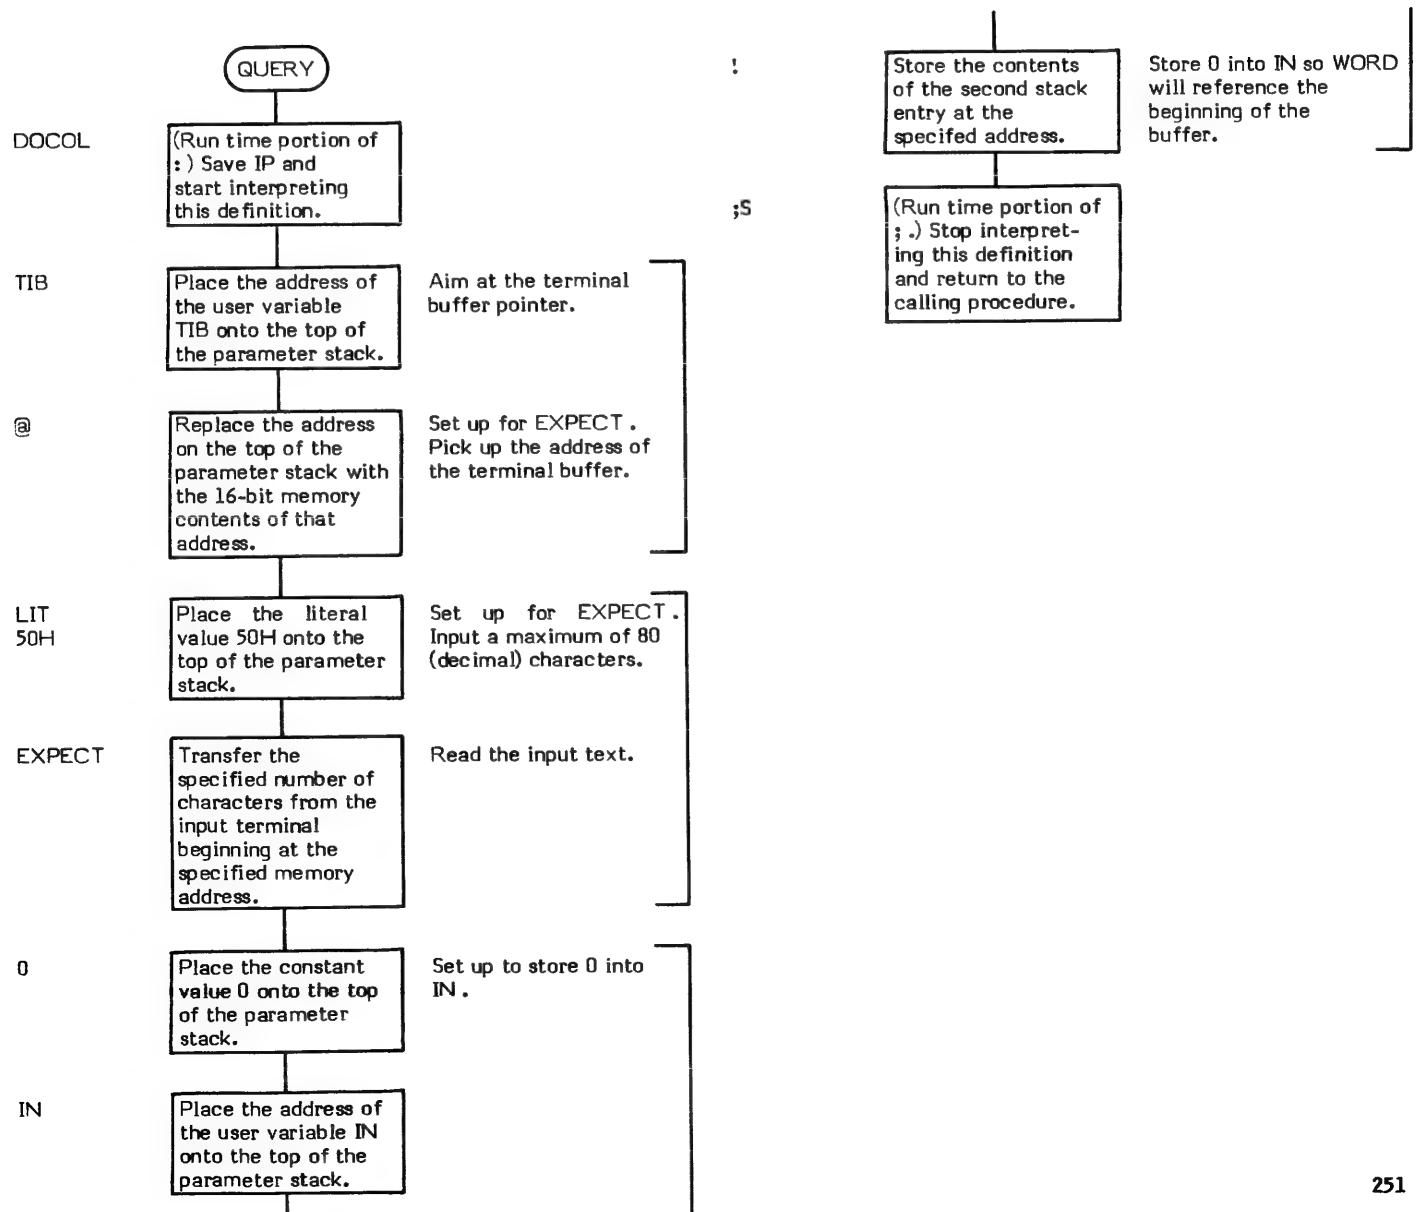 QUERY
DOCOL
(Run time portion of
: ) Save IP and
start interpreting
this definition.
TIB
Place the address of
the user variable
TIB onto the top of
the parameter stack.
Aim at the terminal
buffer pointer.
@
Replace the address
on the top of the
parameter stack with
the 16-bit memory
contents of that
address.
Set up for EXPECT .
Pick up the address of
the terminal buffer.
LIT
50H
Place the literal
value 50H onto the
top of the parameter
stack.
Set up for EXPECT .
Input a maximum of 80
(decimal) characters.
EXPECT
Transfer the
specified number of
characters from the
input terminal
beginning at the
specified memory
address.
Read the input text.
0
Place the constant
value 0 onto the top
of the parameter
stack.
Set up to store 0 into
IN .
IN
Place the address of
the user variable IN
onto the top of the
parameter stack.
!
Store the contents
of the second stack
entry at the
specifed address.
Store 0 into IN so WORD
will reference the
beginning of the
buffer.
;S
(Run time portion of
; .) Stop interpret-
ing this definition
and return to the
calling procedure.
251